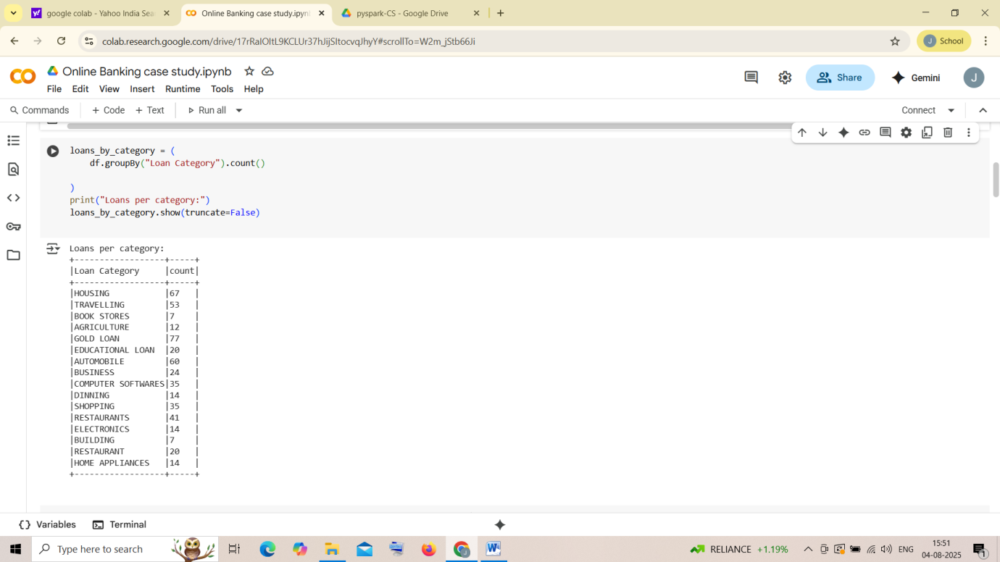 google colab - Yahoo India Sea
Online Banking case study.ipyn
pyspark-CS - Google Drive
colab.research.google.com/drive/17rRaIOItL9KCLUr37hJijSItocvqJhyY#scrollTo=W2m_jStb66Ji
J School
CO Online Banking case study.ipynb
File Edit View Insert Runtime Tools Help
Share
Gemini
J
Commands + Code + Text Run all
Connect
loans_by_category = (
df.groupBy("Loan Category").count()
)
print("Loans per category:")
loans_by_category.show(truncate=False)
Loans per category:
+------------------+-----+
|Loan Category     |count|
+------------------+-----+
|HOUSING           |67   |
|TRAVELLING        |53   |
|BOOK STORES       |7    |
|AGRICULTURE       |12   |
|GOLD LOAN         |77   |
|EDUCATIONAL LOAN  |20   |
|AUTOMOBILE        |60   |
|BUSINESS          |24   |
|COMPUTER SOFTWARES|35   |
|DINNING           |14   |
|SHOPPING          |35   |
|RESTAURANTS       |41   |
|ELECTRONICS       |14   |
|BUILDING          |7    |
|RESTAURANT        |20   |
|HOME APPLIANCES   |14   |
+------------------+-----+
{} Variables Terminal
Type here to search
RELIANCE +1.19%
ENG
15:51
04-08-2025
1